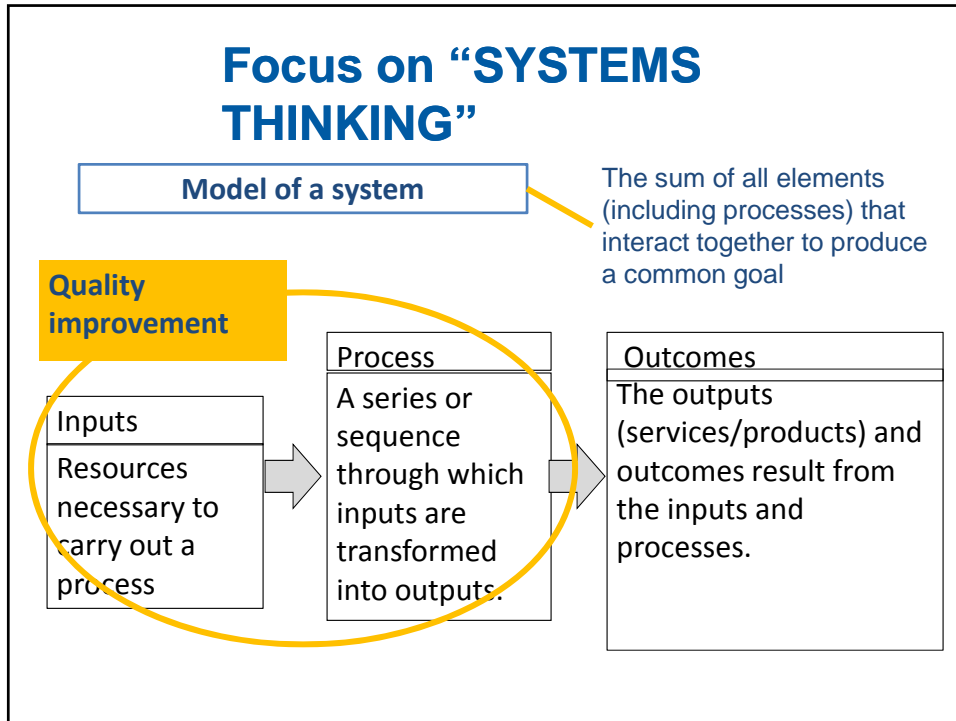 Focus on “SYSTEMS
THINKING”
Model of a system
The sum of all elements
(including processes) that
interact together to produce
a common goal
Quality
improvement
Inputs
Resources
necessary to
carry out a
process
Process
A series or
sequence
through which
inputs are
transformed
into outputs.
Outcomes
The outputs
(services/products) and
outcomes result from
the inputs and
processes.